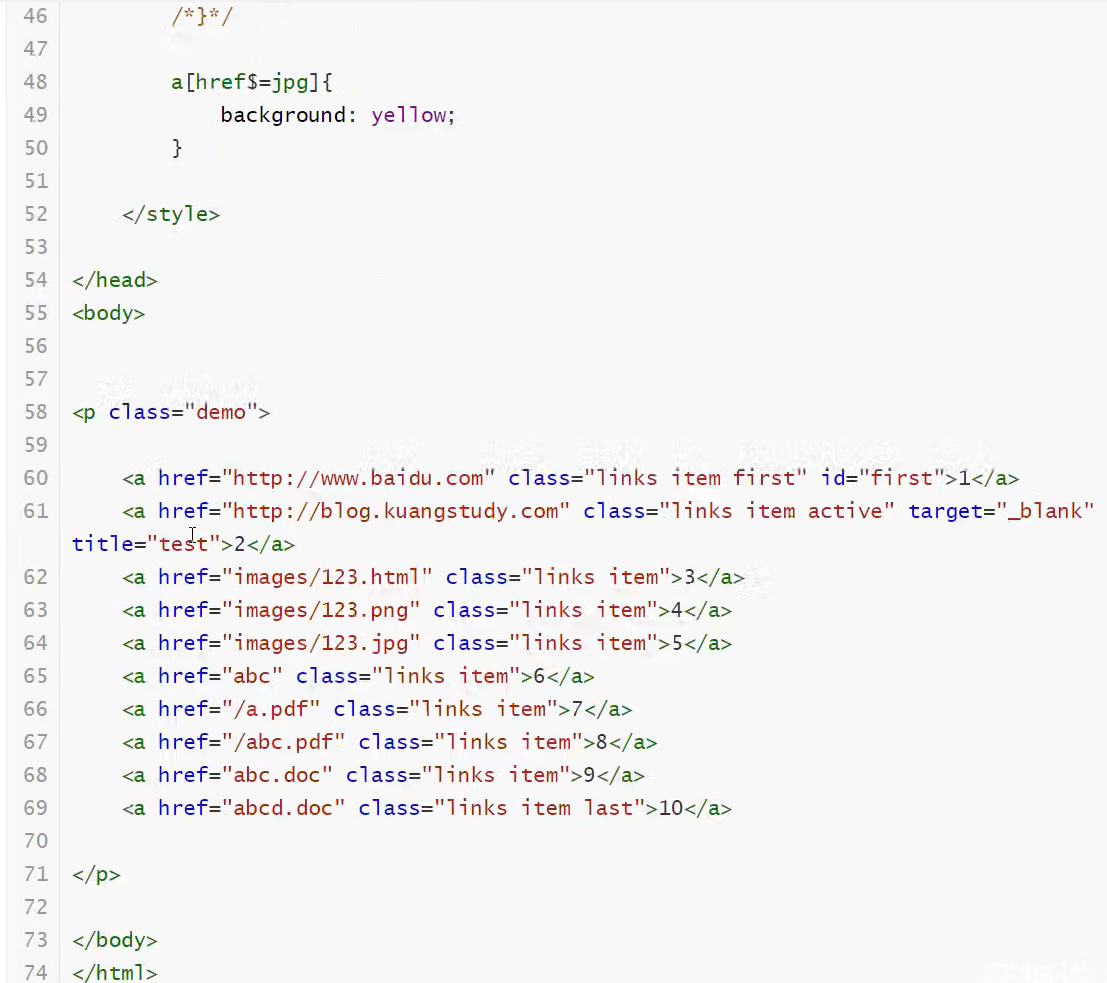 46 /*}*/
47
48 a[href$=jpg]{
49 background: yellow;
50 }
51
52 </style>
53
54 </head>
55 <body>
56
57
58 <p class="demo">
59
60 <a href="http://www.baidu.com" class="links item first" id="first">1</a>
61 <a href="http://blog.kuangstudy.com" class="links item active" target="_blank"
title="test">2</a>
62 <a href="images/123.html" class="links item">3</a>
63 <a href="images/123.png" class="links item">4</a>
64 <a href="images/123.jpg" class="links item">5</a>
65 <a href="abc" class="links item">6</a>
66 <a href="/a.pdf" class="links item">7</a>
67 <a href="/abc.pdf" class="links item">8</a>
68 <a href="abc.doc" class="links item">9</a>
69 <a href="abcd.doc" class="links item last">10</a>
70
71 </p>
72
73 </body>
74 </html>